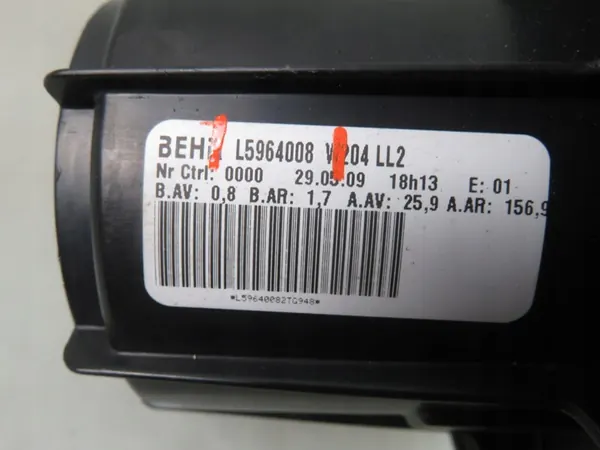 BEHR L5964008 W204 LL2
Nr Ctrl: 0000 29.05.09 18h13 E: 01
B.AV: 0,8 B.AR: 1,7 A.AV: 25,9 A.AR: 156,9
*L59640082TG948*